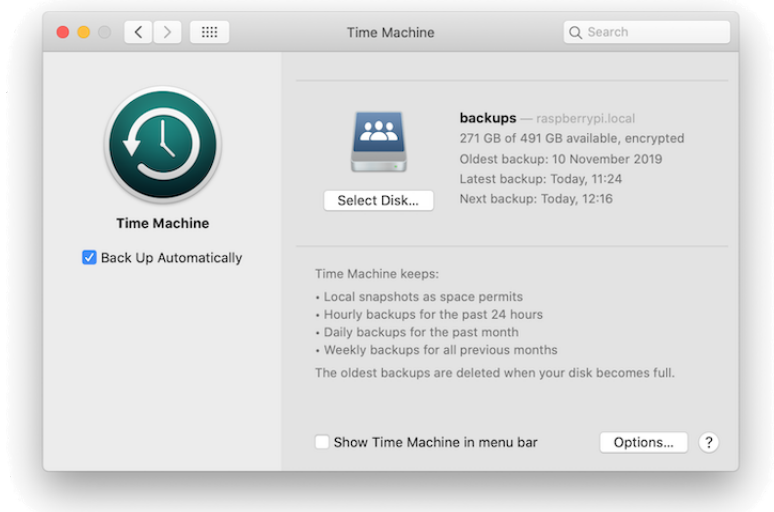 Time Machine
Search
Time Machine
Back Up Automatically
backups — raspberrypi.local
271 GB of 491 GB available, encrypted
Oldest backup: 10 November 2019
Latest backup: Today, 11:24
Next backup: Today, 12:16
Select Disk...
Time Machine keeps:
• Local snapshots as space permits
• Hourly backups for the past 24 hours
• Daily backups for the past month
• Weekly backups for all previous months
The oldest backups are deleted when your disk becomes full.
Show Time Machine in menu bar
Options...
?